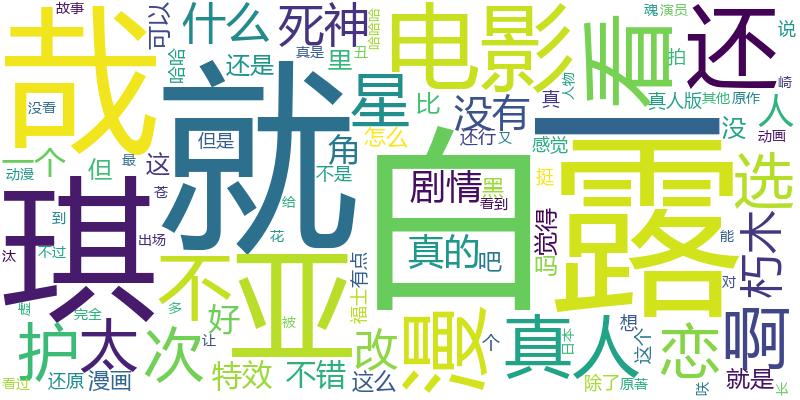 故事
可以
什么
死神
哈哈哈
电影
看
魂
演员
还
说
哉
哈哈
还是
里
真是
丑
拍
人物
崎
就
星
比
没有
真
真人版
其他
原作
没看
但是
角
怎么
还行
又
感觉
没
人
动画
一个
但
最
这
不是
白
露
剧情
黑
看到
挺
选
动漫
苍
给
琪
到
不过
出场
花
真的
吧
觉得
吗
能
朽木
汰
不
亚
有点
对
虚
完全
多
好
让
被
福士
漫
个
真人
日本
想
这个
恋
啊
护
太
次
改
看过
还原
漫画
特效
不错
这么
除了
原著
咲
就是
长